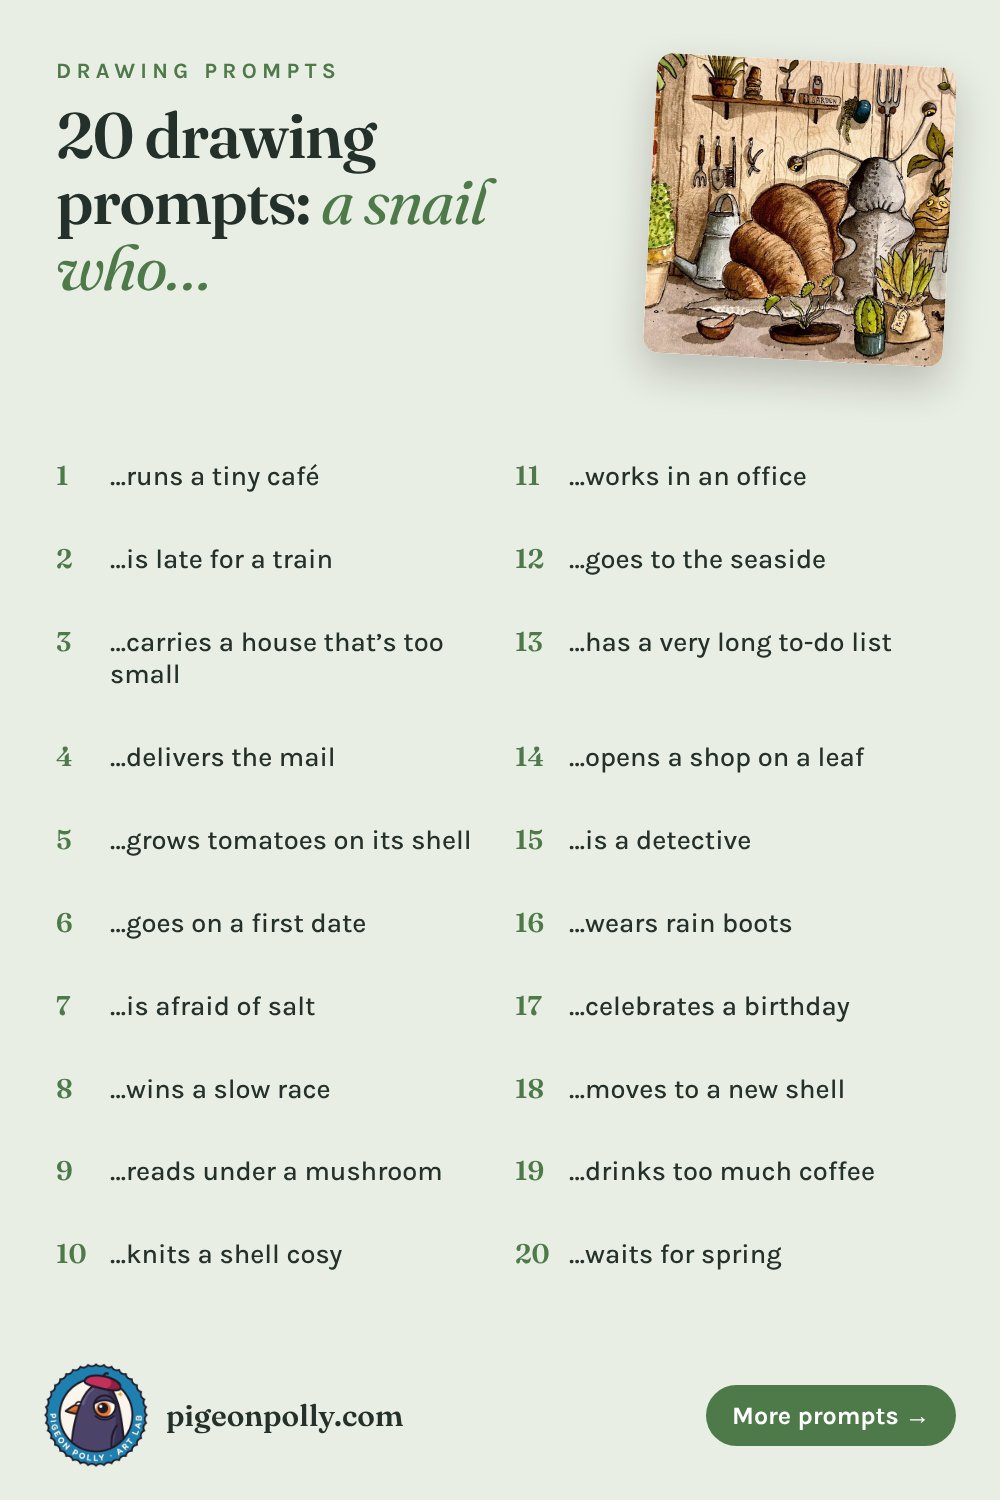 DRAWING PROMPTS
20 drawing
prompts: a snail
who...
GARDEN
1 ...runs a tiny café
2 ...is late for a train
3 ...carries a house that’s too
small
4 ...delivers the mail
5 ...grows tomatoes on its shell
6 ...goes on a first date
7 ...is afraid of salt
8 ...wins a slow race
9 ...reads under a mushroom
10 ...knits a shell cosy
11 ...works in an office
12 ...goes to the seaside
13 ...has a very long to-do list
14 ...opens a shop on a leaf
15 ...is a detective
16 ...wears rain boots
17 ...celebrates a birthday
18 ...moves to a new shell
19 ...drinks too much coffee
20 ...waits for spring
PIGEON POLLY · ART LAB
pigeonpolly.com
More prompts →